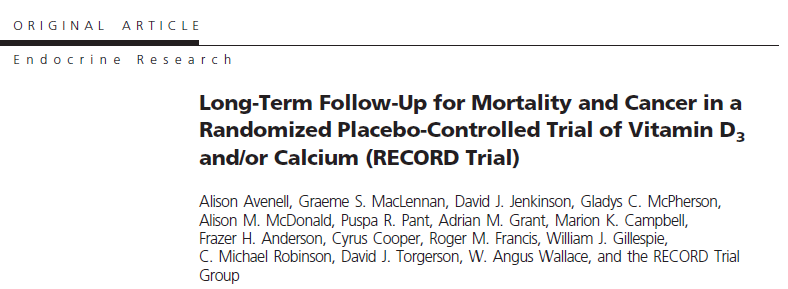 ORIGINAL ARTICLE
Endocrine Research
Long-Term Follow-Up for Mortality and Cancer in a
Randomized Placebo-Controlled Trial of Vitamin D₃
and/or Calcium (RECORD Trial)
Alison Avenell, Graeme S. MacLennan, David J. Jenkinson, Gladys C. McPherson,
Alison M. McDonald, Puspa R. Pant, Adrian M. Grant, Marion K. Campbell,
Frazer H. Anderson, Cyrus Cooper, Roger M. Francis, William J. Gillespie,
C. Michael Robinson, David J. Torgerson, W. Angus Wallace, and the RECORD Trial
Group